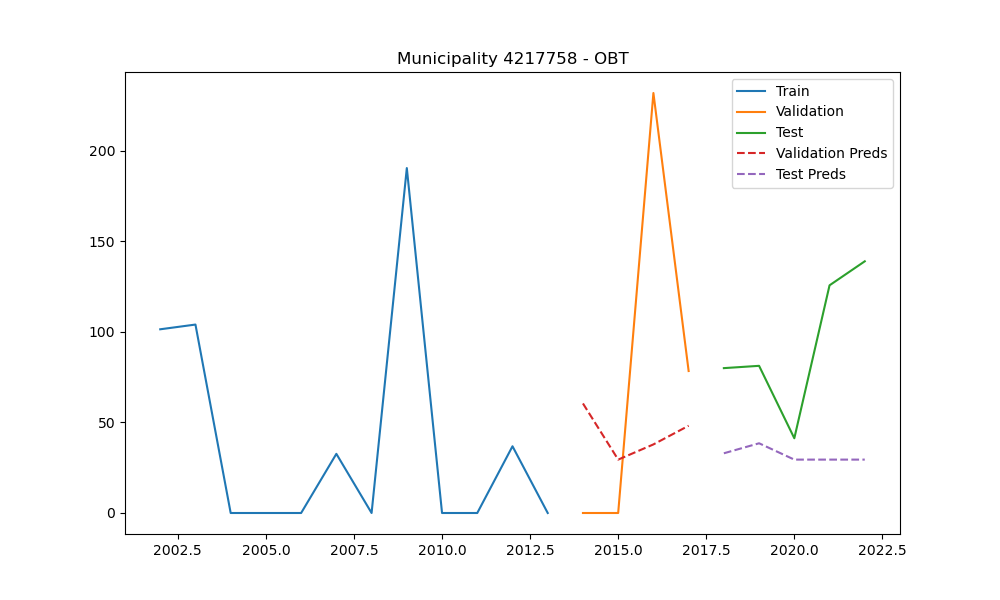 Municipality 4217758 - OBT
Train
Validation
Test
Validation Preds
Test Preds
200
150
100
50
0
2002.5 2005.0 2007.5 2010.0 2012.5 2015.0 2017.5 2020.0 2022.5